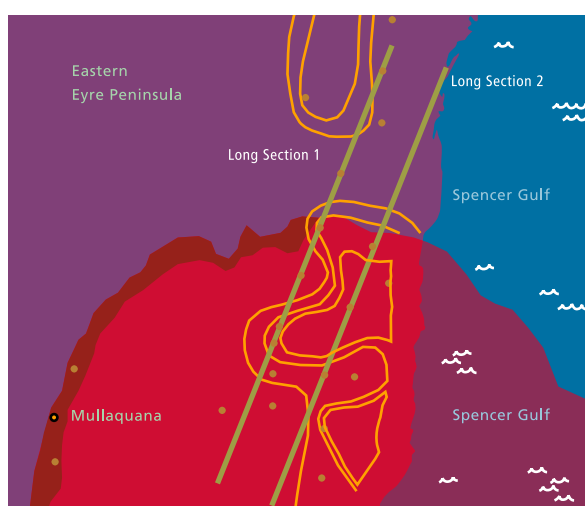 Eastern
Eyre Peninsula
Long Section 2
Long Section 1
Spencer Gulf
Mullaquana
Spencer Gulf